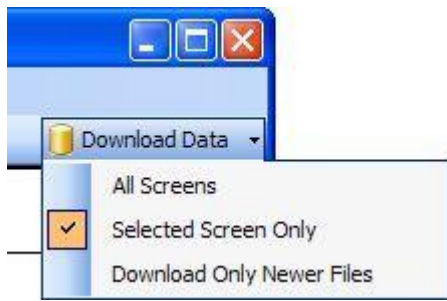 Download Data
All Screens
Selected Screen Only
Download Only Newer Files